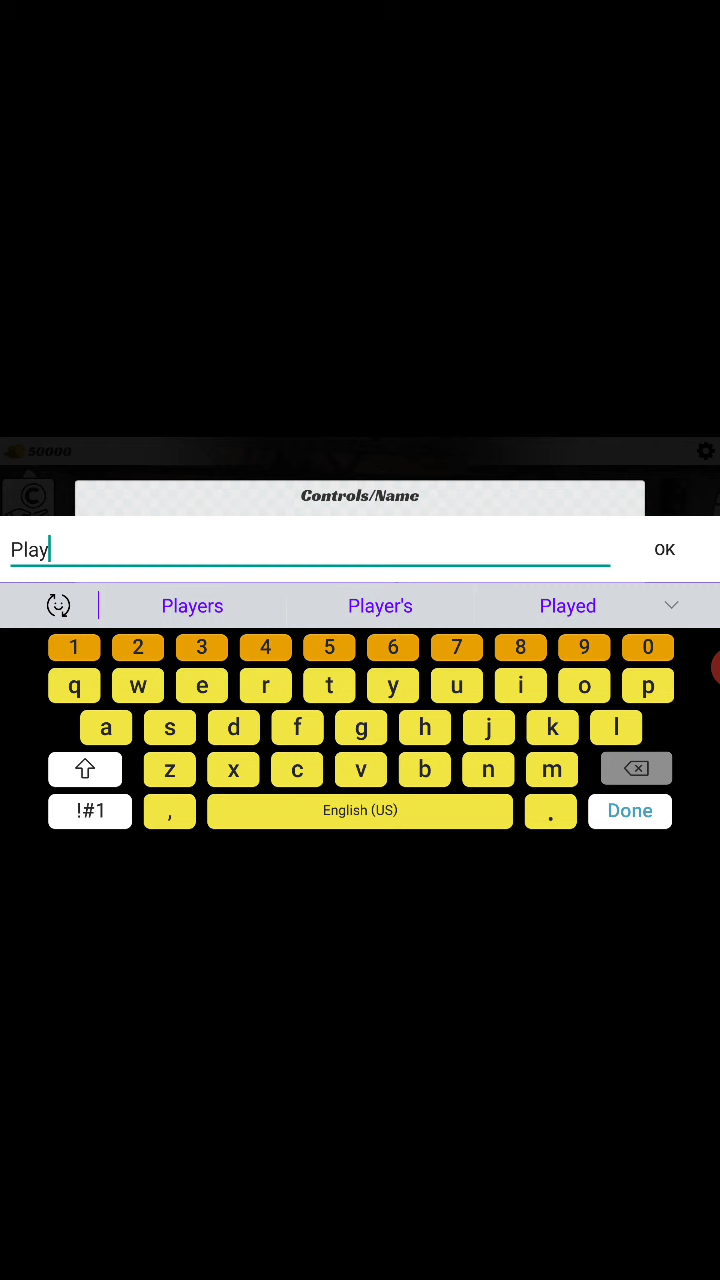 50000
C
Controls/Name
Play
OK
Players
Player's
Played
1 2 3 4 5 6 7 8 9 0
q w e r t y u i o p
a s d f g h j k l
z x c v b n m
!#1 , English (US) . Done